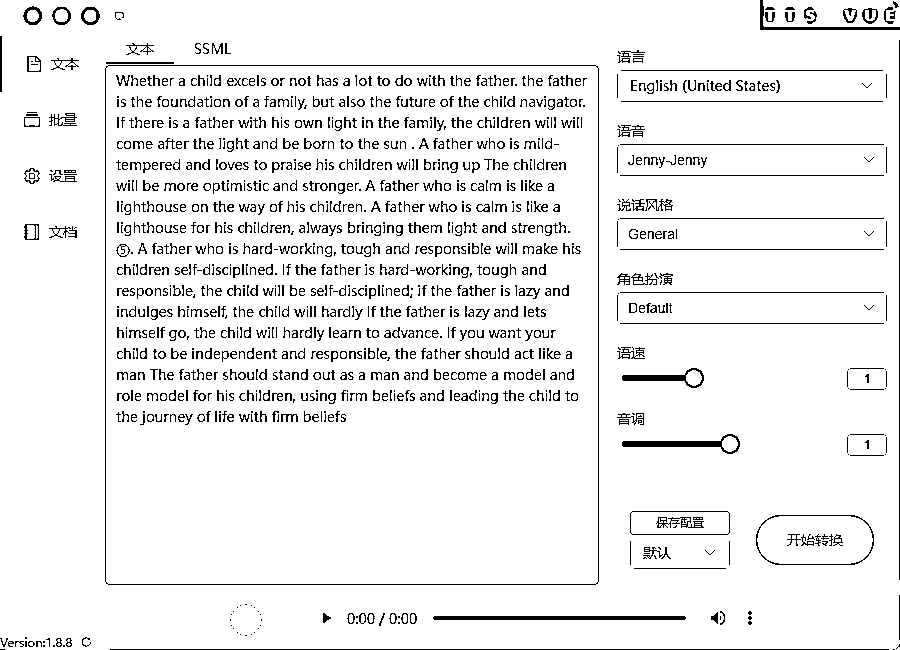 TTS VUE
文本
批量
设置
文档
文本 SSML
Whether a child excels or not has a lot to do with the father. the father
is the foundation of a family, but also the future of the child navigator.
If there is a father with his own light in the family, the children will will
come after the light and be born to the sun . A father who is mild-
tempered and loves to praise his children will bring up The children
will be more optimistic and stronger. A father who is calm is like a
lighthouse on the way of his children. A father who is calm is like a
lighthouse for his children, always bringing them light and strength.
⑤. A father who is hard-working, tough and responsible will make his
children self-disciplined. If the father is hard-working, tough and
responsible, the child will be self-disciplined; if the father is lazy and
indulges himself, the child will hardly If the father is lazy and lets
himself go, the child will hardly learn to advance. If you want your
child to be independent and responsible, the father should act like a
man The father should stand out as a man and become a model and
role model for his children, using firm beliefs and leading the child to
the journey of life with firm beliefs
语言
English (United States)
语音
Jenny-Jenny
说话风格
General
角色扮演
Default
语速
1
音调
1
保存配置
默认
开始转换
0:00 / 0:00
Version:1.8.8